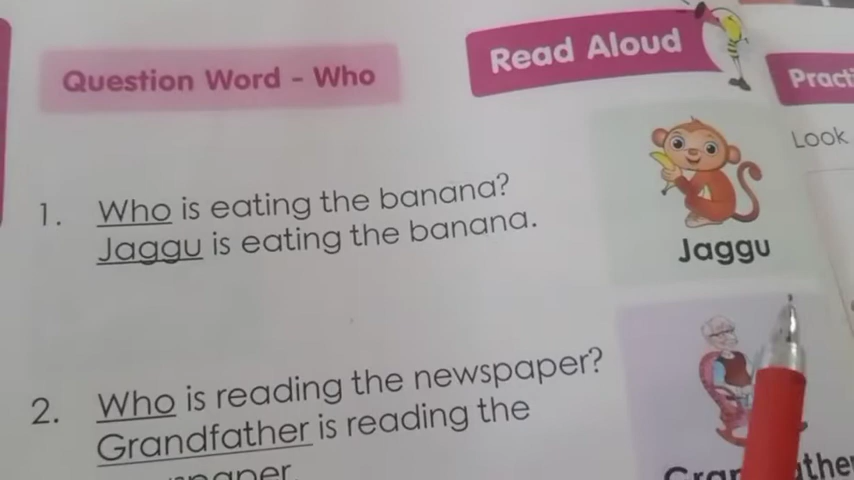 Question Word - Who
Read Aloud
Look
1. Who is eating the banana?
Jaggu is eating the banana.
Jaggu
2. Who is reading the newspaper?
Grandfather is reading the